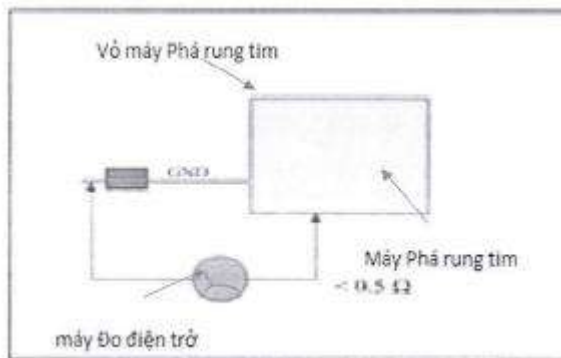 Vỏ máy Phá rung tim
GND
Máy Phá rung tim
< 0.5 Ω
máy Đo điện trở